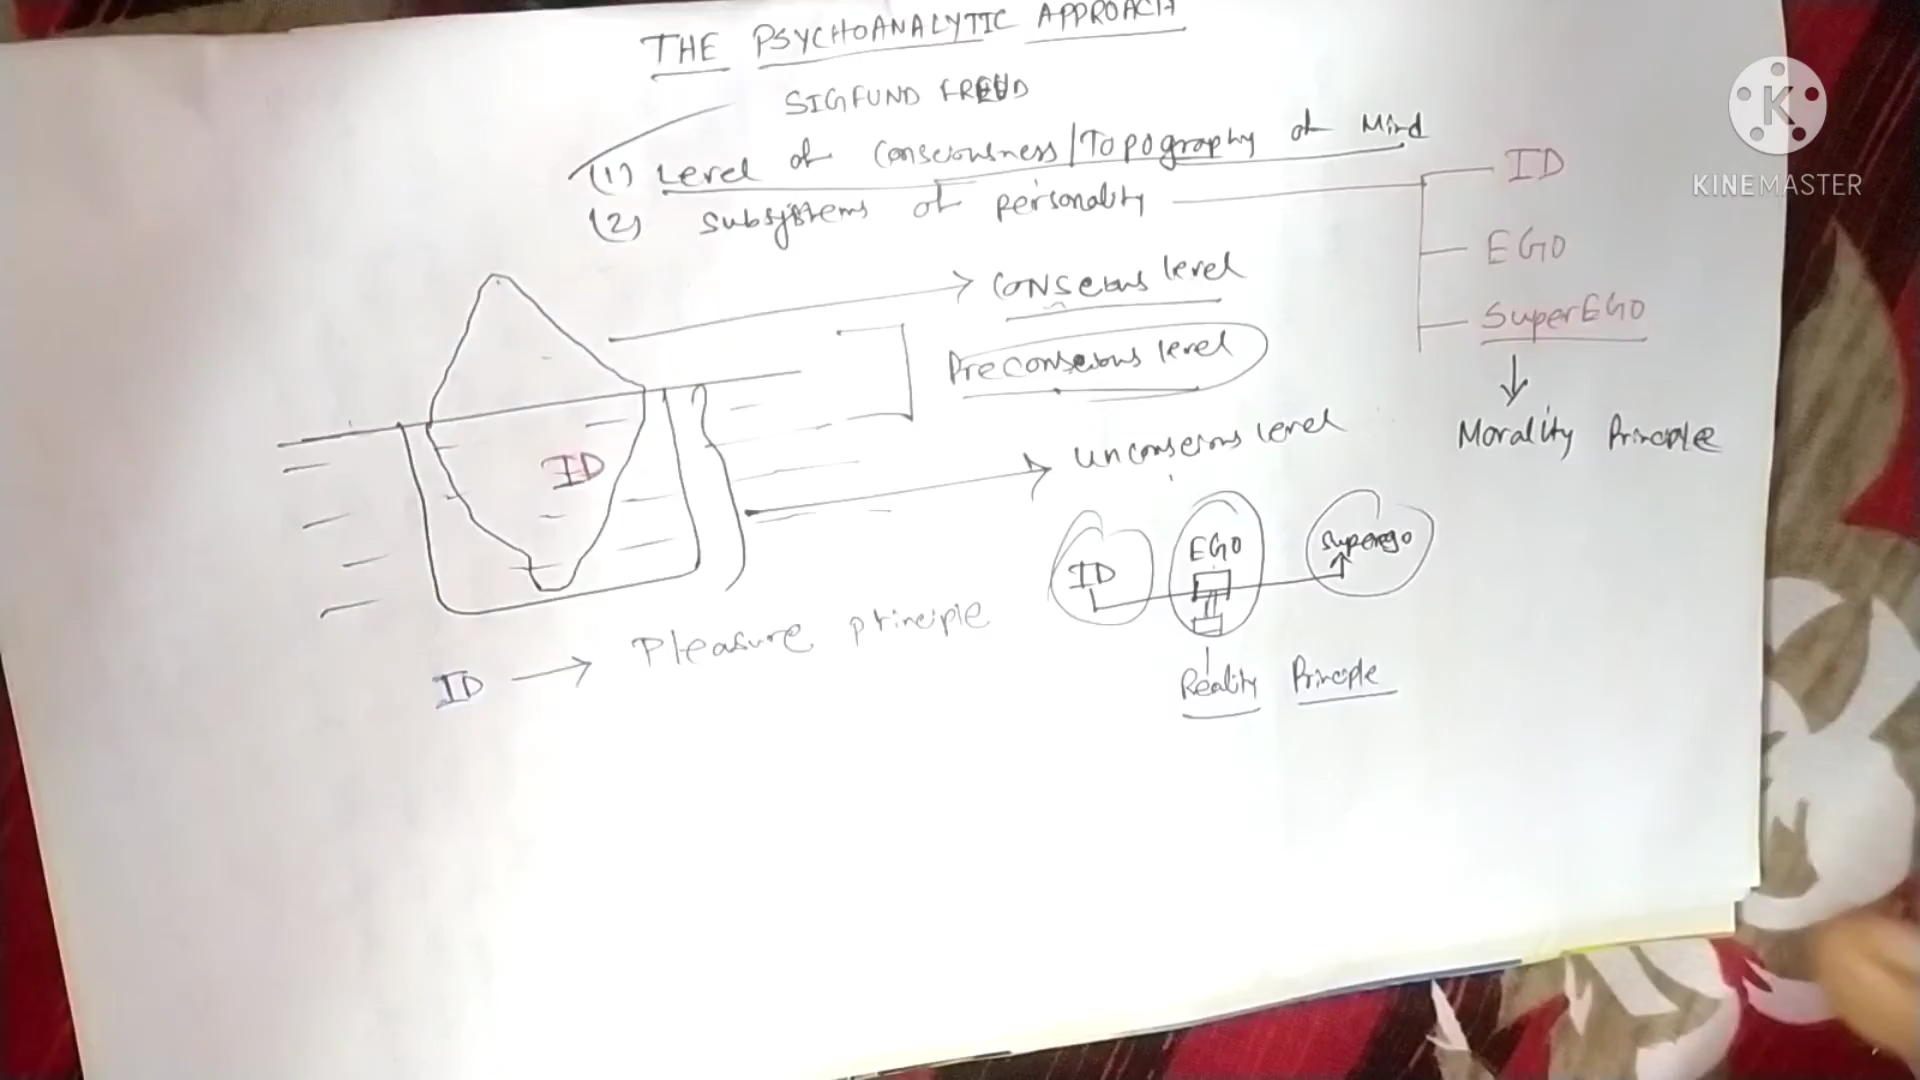 THE PSYCHOANALYTIC APPROACH
SIGFUND FREUD
(1) Level of Consciousness/Topography of Mind
(2) Subsystems of personality
ID
EGO
SuperEGO
Morality Principle
Conscious level
Preconscious level
Unconscious level
ID
ID
EGO
Superego
Reality Principle
ID → Pleasure principle
K
KINEMASTER